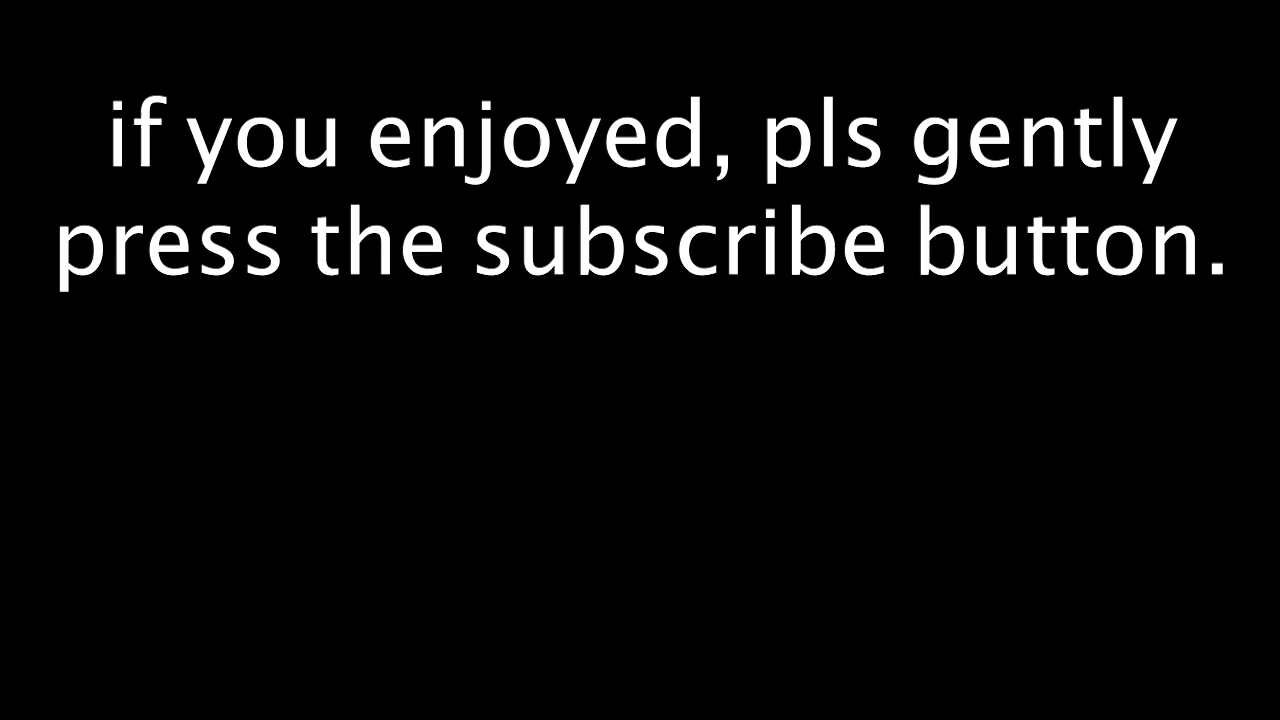 if you enjoyed, pls gently
press the subscribe button.